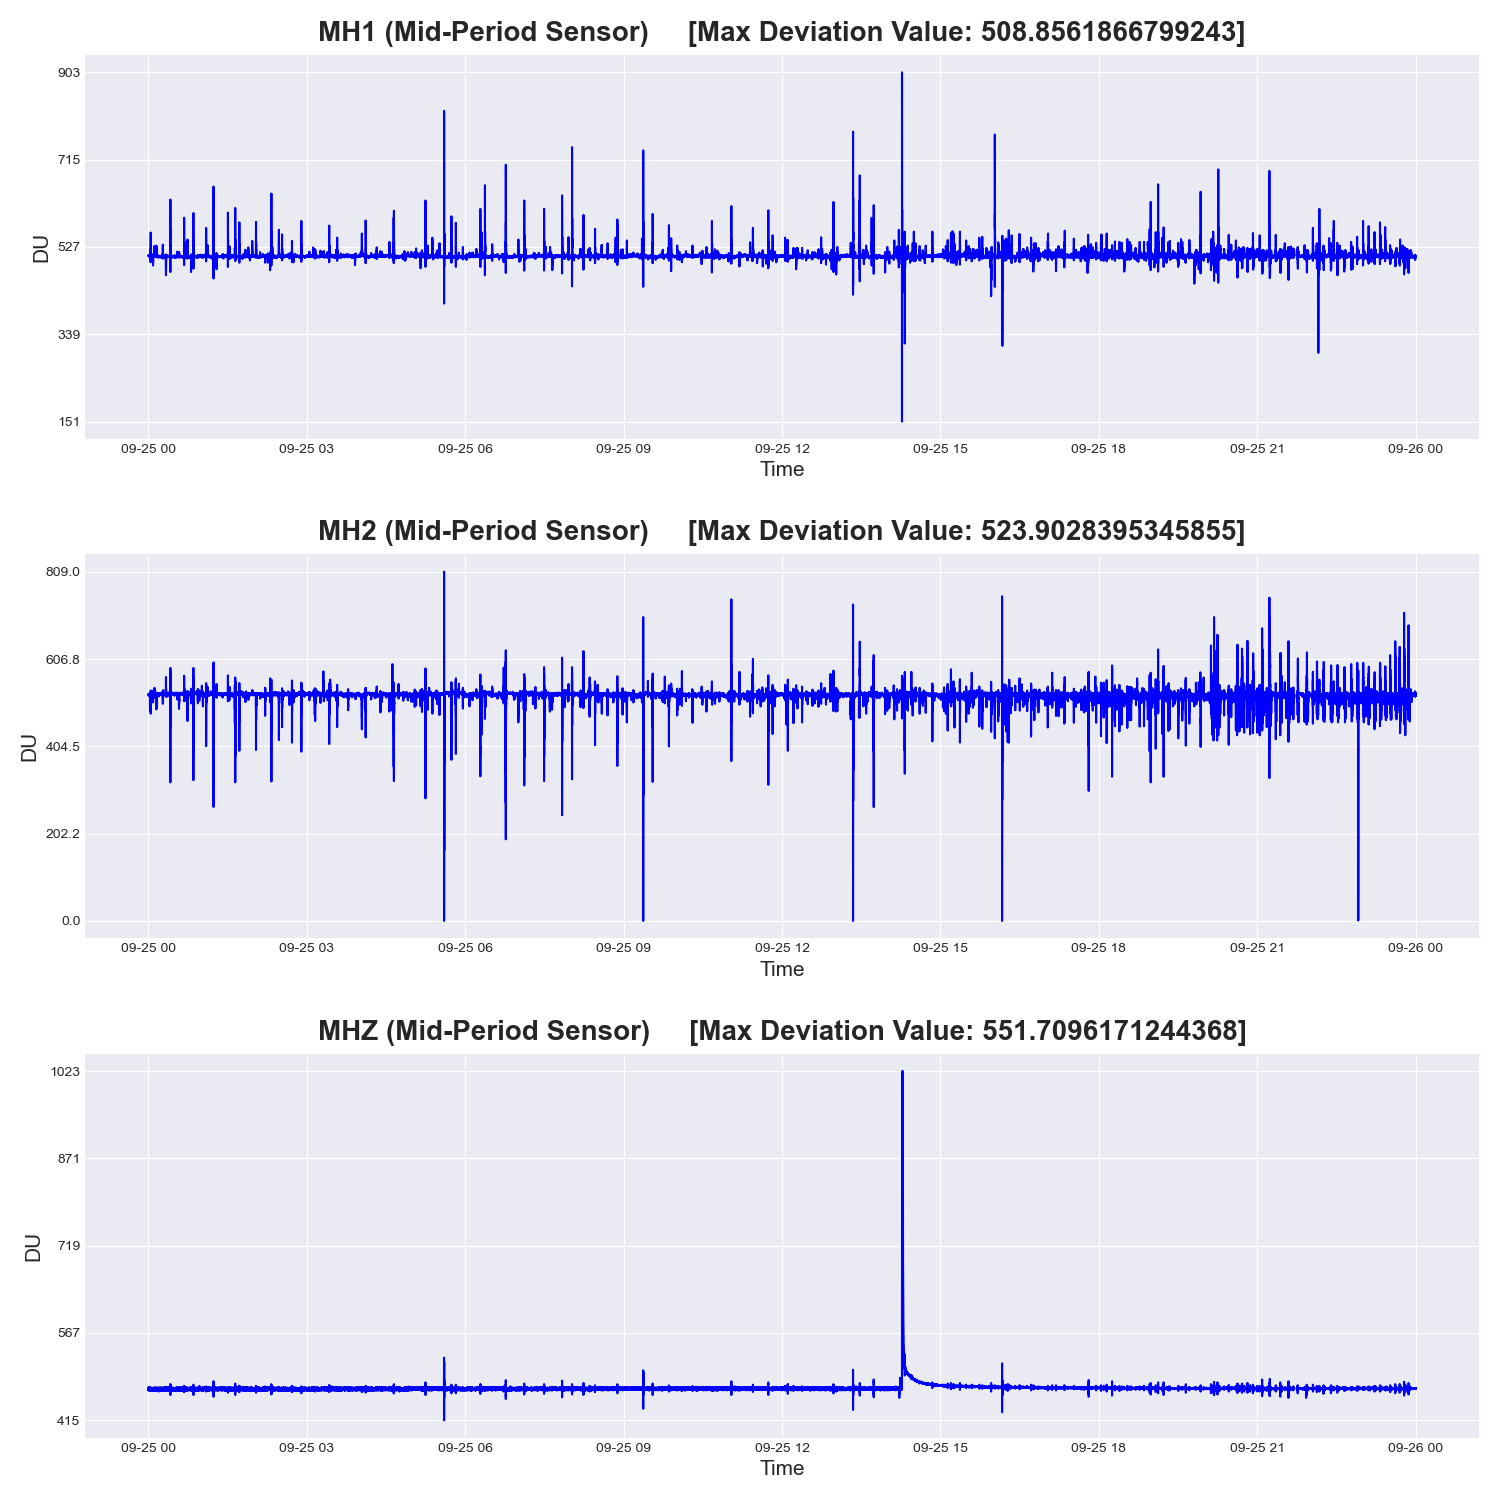 MH1 (Mid-Period Sensor) [Max Deviation Value: 508.8561866799243]
903
715
527
339
151
DU
09-25 00 09-25 03 09-25 06 09-25 09 09-25 12 09-25 15 09-25 18 09-25 21 09-26 00
Time
MH2 (Mid-Period Sensor) [Max Deviation Value: 523.9028395345855]
809.0
606.8
404.5
202.2
0.0
DU
09-25 00 09-25 03 09-25 06 09-25 09 09-25 12 09-25 15 09-25 18 09-25 21 09-26 00
Time
MHZ (Mid-Period Sensor) [Max Deviation Value: 551.7096171244368]
1023
871
719
567
415
DU
09-25 00 09-25 03 09-25 06 09-25 09 09-25 12 09-25 15 09-25 18 09-25 21 09-26 00
Time